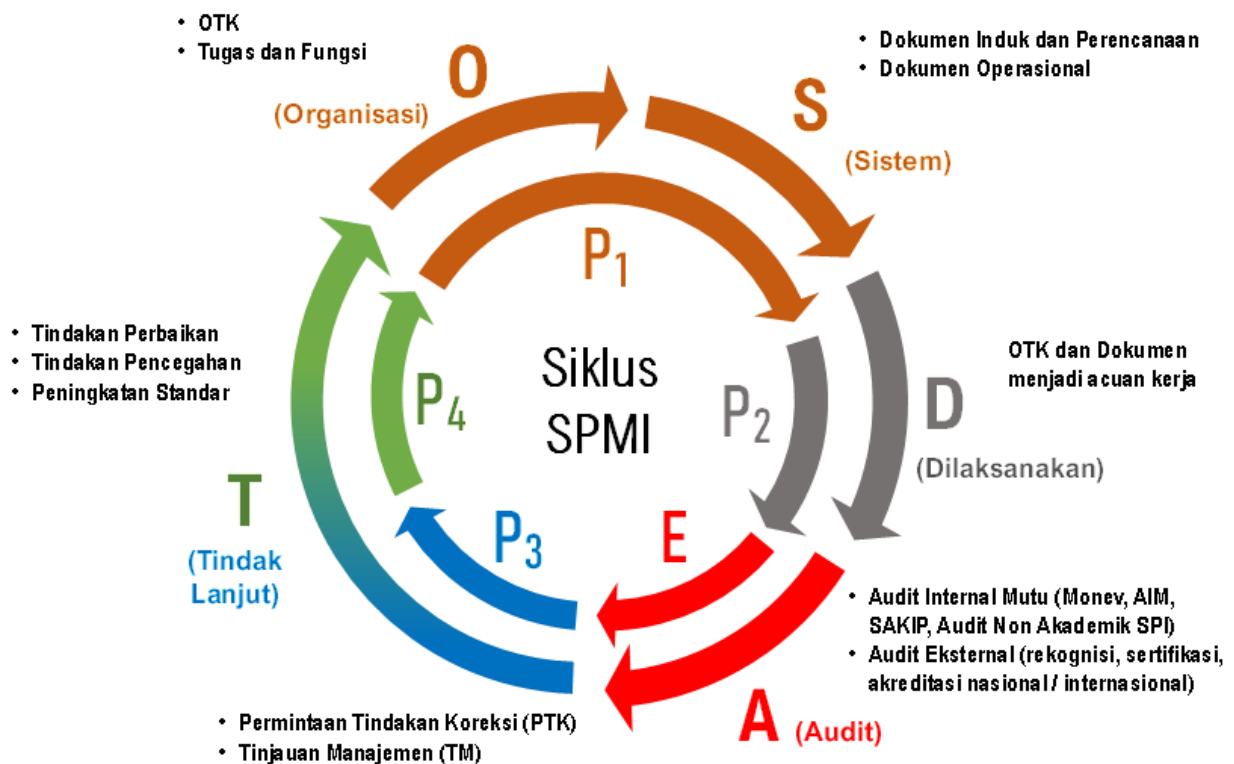 • OTK
• Tugas dan Fungsi
O
(Organisasi)
• Dokumen Induk dan Perencanaan
• Dokumen Operasional
S
(Sistem)
P1
• Tindakan Perbaikan
• Tindakan Pencegahan
• Peningkatan Standar
P4
Siklus
SPMI
P2
OTK dan Dokumen
menjadi acuan kerja
D
(Dilaksanakan)
T
(Tindak
Lanjut)
P3
E
• Audit Internal Mutu (Monev, AIM,
SAKIP, Audit Non Akademik SPI)
• Audit Eksternal (rekognisi, sertifikasi,
akreditasi nasional / internasional)
A (Audit)
• Permintaan Tindakan Koreksi (PTK)
• Tinjauan Manajemen (TM)